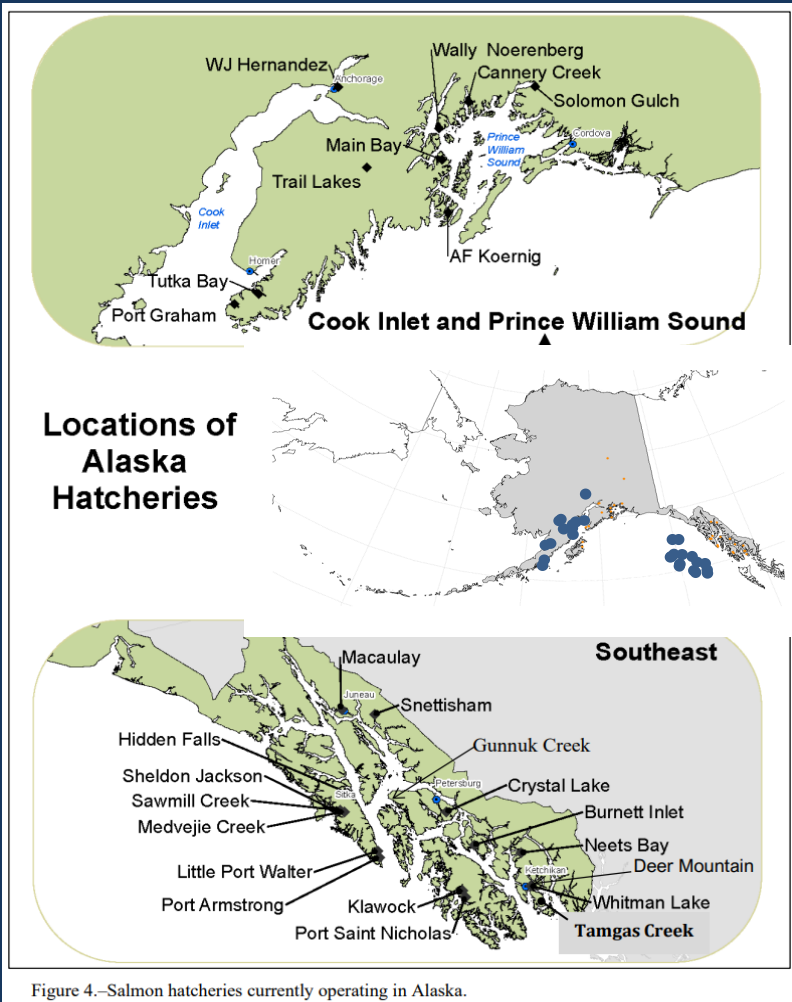 Wally Noerenberg
WJ Hernandez
Cannery Creek
Anchorage
Solomon Gulch
Prince
William
Sound
Cordova
Main Bay
Trail Lakes
Cook
Inlet
AF Koernig
Homer
Tutka Bay
Port Graham
Cook Inlet and Prince William Sound
Locations of
Alaska
Hatcheries
Southeast
Macaulay
Juneau
Snettisham
Hidden Falls
Gunnuk Creek
Sheldon Jackson
Petersburg
Crystal Lake
Sitka
Sawmill Creek
Burnett Inlet
Medvejie Creek
Neets Bay
Deer Mountain
Little Port Walter
Ketchikan
Whitman Lake
Port Armstrong
Klawock
Tamgas Creek
Port Saint Nicholas
Figure 4.–Salmon hatcheries currently operating in Alaska.